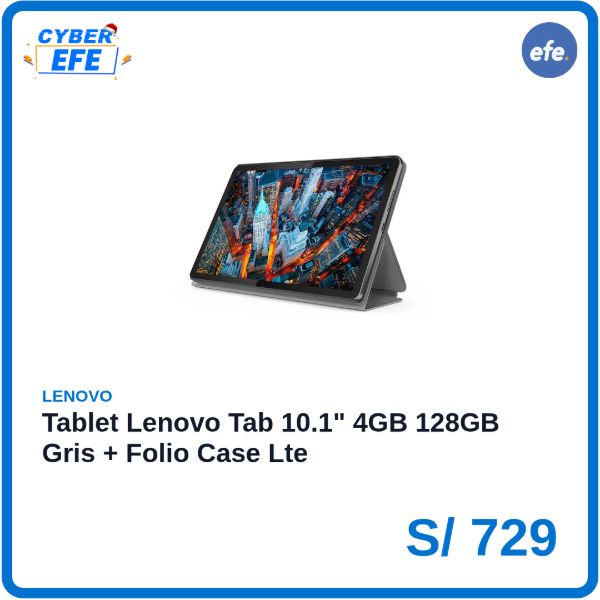 CYBER
EFE
efe.
LENOVO
Tablet Lenovo Tab 10.1" 4GB 128GB
Gris + Folio Case Lte
S/ 729